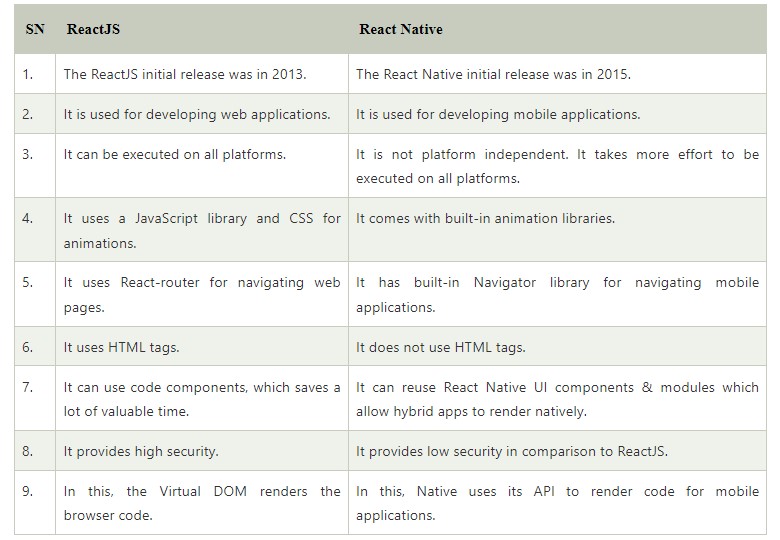 SN ReactJS React Native
1. The ReactJS initial release was in 2013. The React Native initial release was in 2015.
2. It is used for developing web applications. It is used for developing mobile applications.
3. It can be executed on all platforms. It is not platform independent. It takes more effort to be
executed on all platforms.
4. It uses a JavaScript library and CSS for It comes with built-in animation libraries.
animations.
5. It uses React-router for navigating web It has built-in Navigator library for navigating mobile
pages. applications.
6. It uses HTML tags. It does not use HTML tags.
7. It can use code components, which saves a It can reuse React Native UI components & modules which
lot of valuable time. allow hybrid apps to render natively.
8. It provides high security. It provides low security in comparison to ReactJS.
9. In this, the Virtual DOM renders the In this, Native uses its API to render code for mobile
browser code. applications.